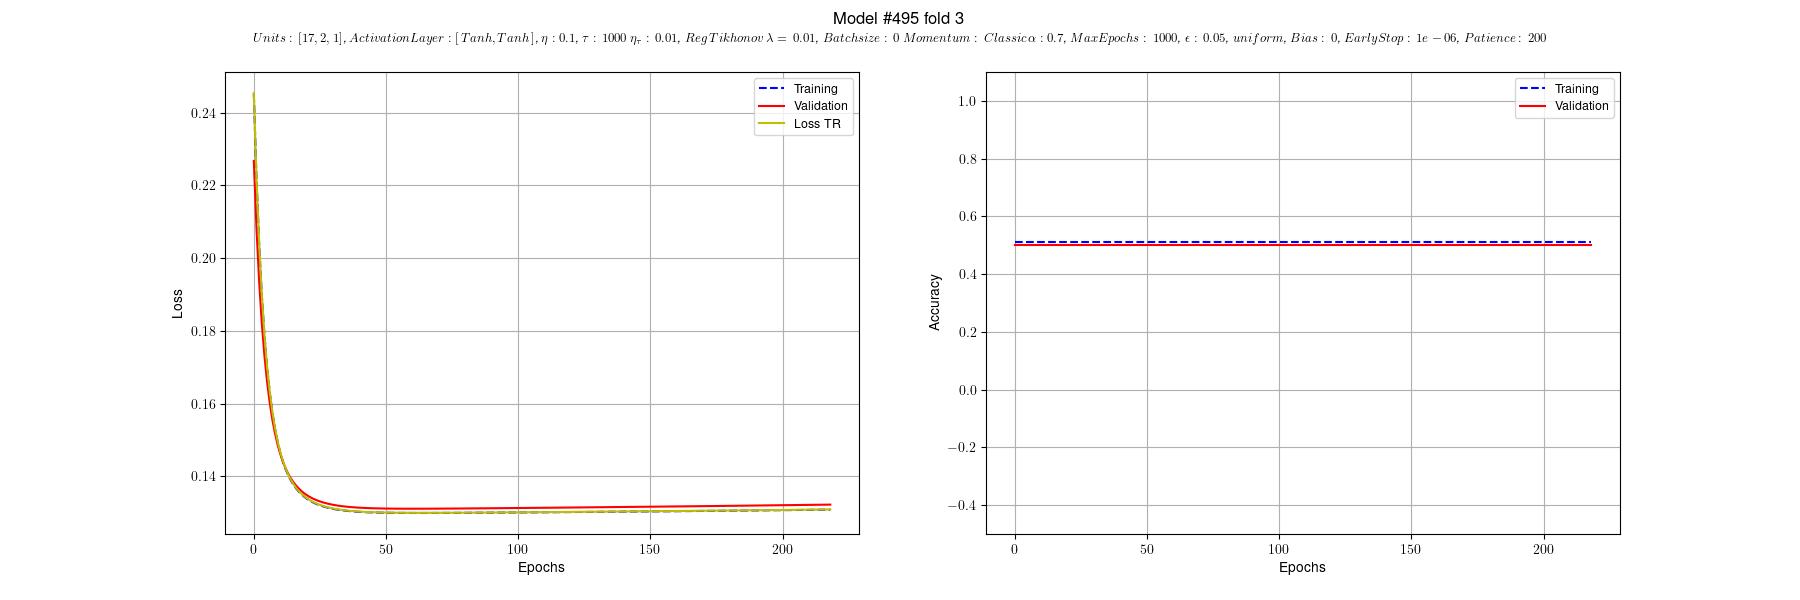 Model #495 fold 3
Units : [17, 2, 1], ActivationLayer : [Tanh, Tanh], η : 0.1, τ : 1000 η_τ : 0.01, RegTikhonov λ = 0.01, Batchsize : 0 Momentum : Classicα : 0.7, MaxEpochs : 1000, ϵ : 0.05, uniform, Bias : 0, EarlyStop : 1e − 06, Patience : 200
Training
Validation
Loss TR
0.24
0.22
0.20
0.18
0.16
0.14
Loss
0
50
100
150
200
Epochs
Training
Validation
1.0
0.8
0.6
0.4
0.2
0.0
−0.2
−0.4
Accuracy
0
50
100
150
200
Epochs